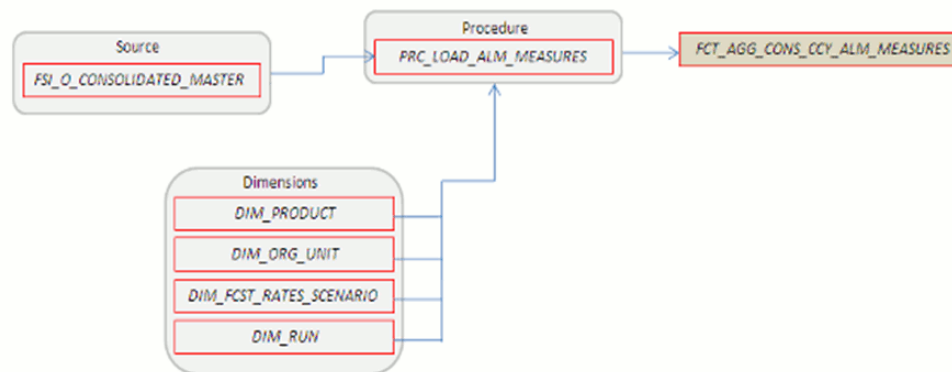 Source
FSI_O_CONSOLIDATED_MASTER
Procedure
PRC_LOAD_ALM_MEASURES
FCT_AGG_CONS_CCY_ALM_MEASURES
Dimensions
DIM_PRODUCT
DIM_ORG_UNIT
DIM_FCST_RATES_SCENARIO
DIM_RUN